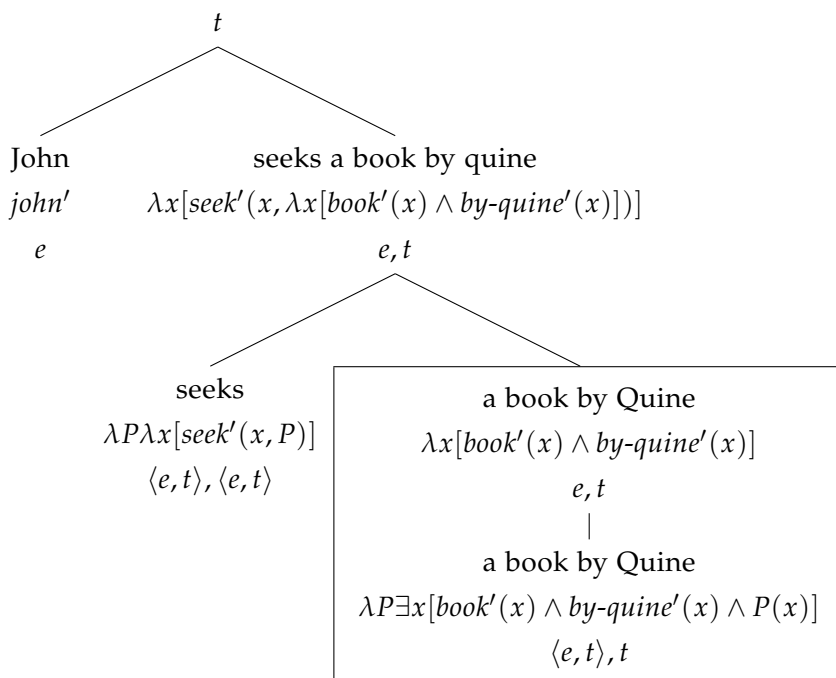 t
John
john′
e
seeks a book by quine
λx[seek′(x, λx[book′(x) ∧ by-quine′(x)])]
e, t
seeks
λPλx[seek′(x, P)]
⟨e, t⟩, ⟨e, t⟩
a book by Quine
λx[book′(x) ∧ by-quine′(x)]
e, t
a book by Quine
λP∃x[book′(x) ∧ by-quine′(x) ∧ P(x)]
⟨e, t⟩, t